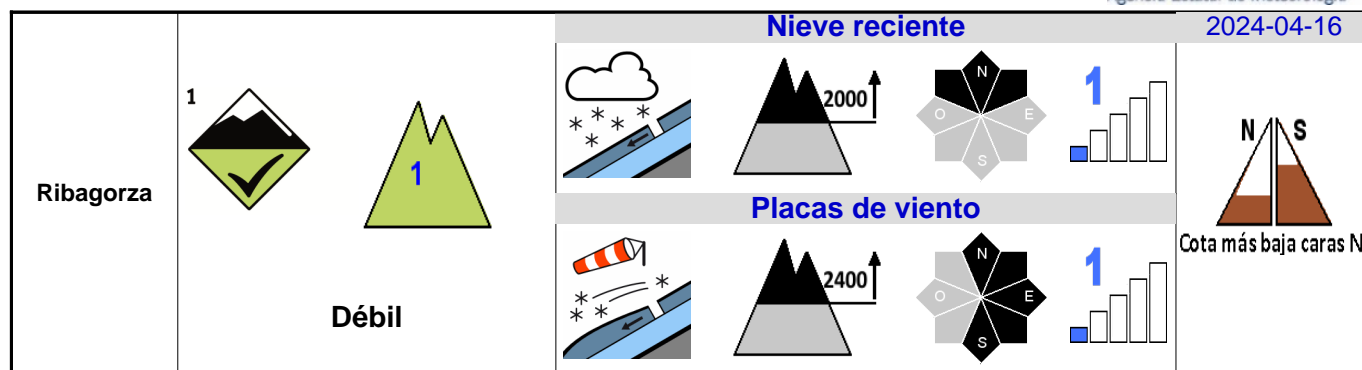 Nieve reciente
2024-04-16
1
2000
N
O
E
S
1
N
S
Ribagorza
1
Placas de viento
Cota más baja caras N
2400
N
O
E
S
1
Débil